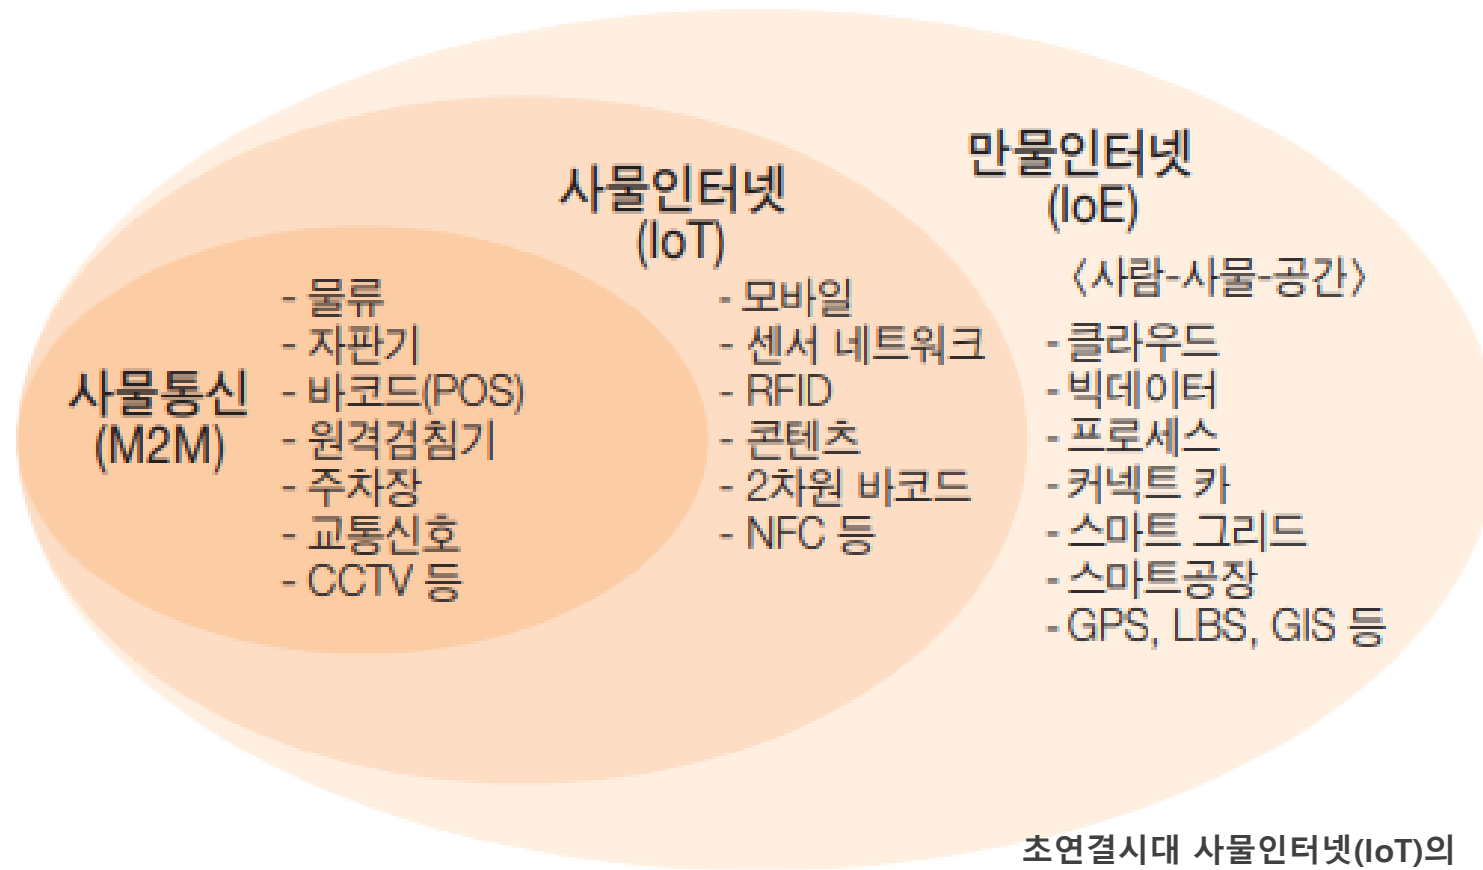 사물통신
(M2M)
- 물류
- 자판기
- 바코드(POS)
- 원격검침기
- 주차장
- 교통신호
- CCTV 등
사물인터넷
(IoT)
- 모바일
- 센서 네트워크
- RFID
- 콘텐츠
- 2차원 바코드
- NFC 등
만물인터넷
(IoE)
〈사람-사물-공간〉
- 클라우드
- 빅데이터
- 프로세스
- 커넥트 카
- 스마트 그리드
- 스마트공장
- GPS, LBS, GIS 등
초연결시대 사물인터넷(IoT)의